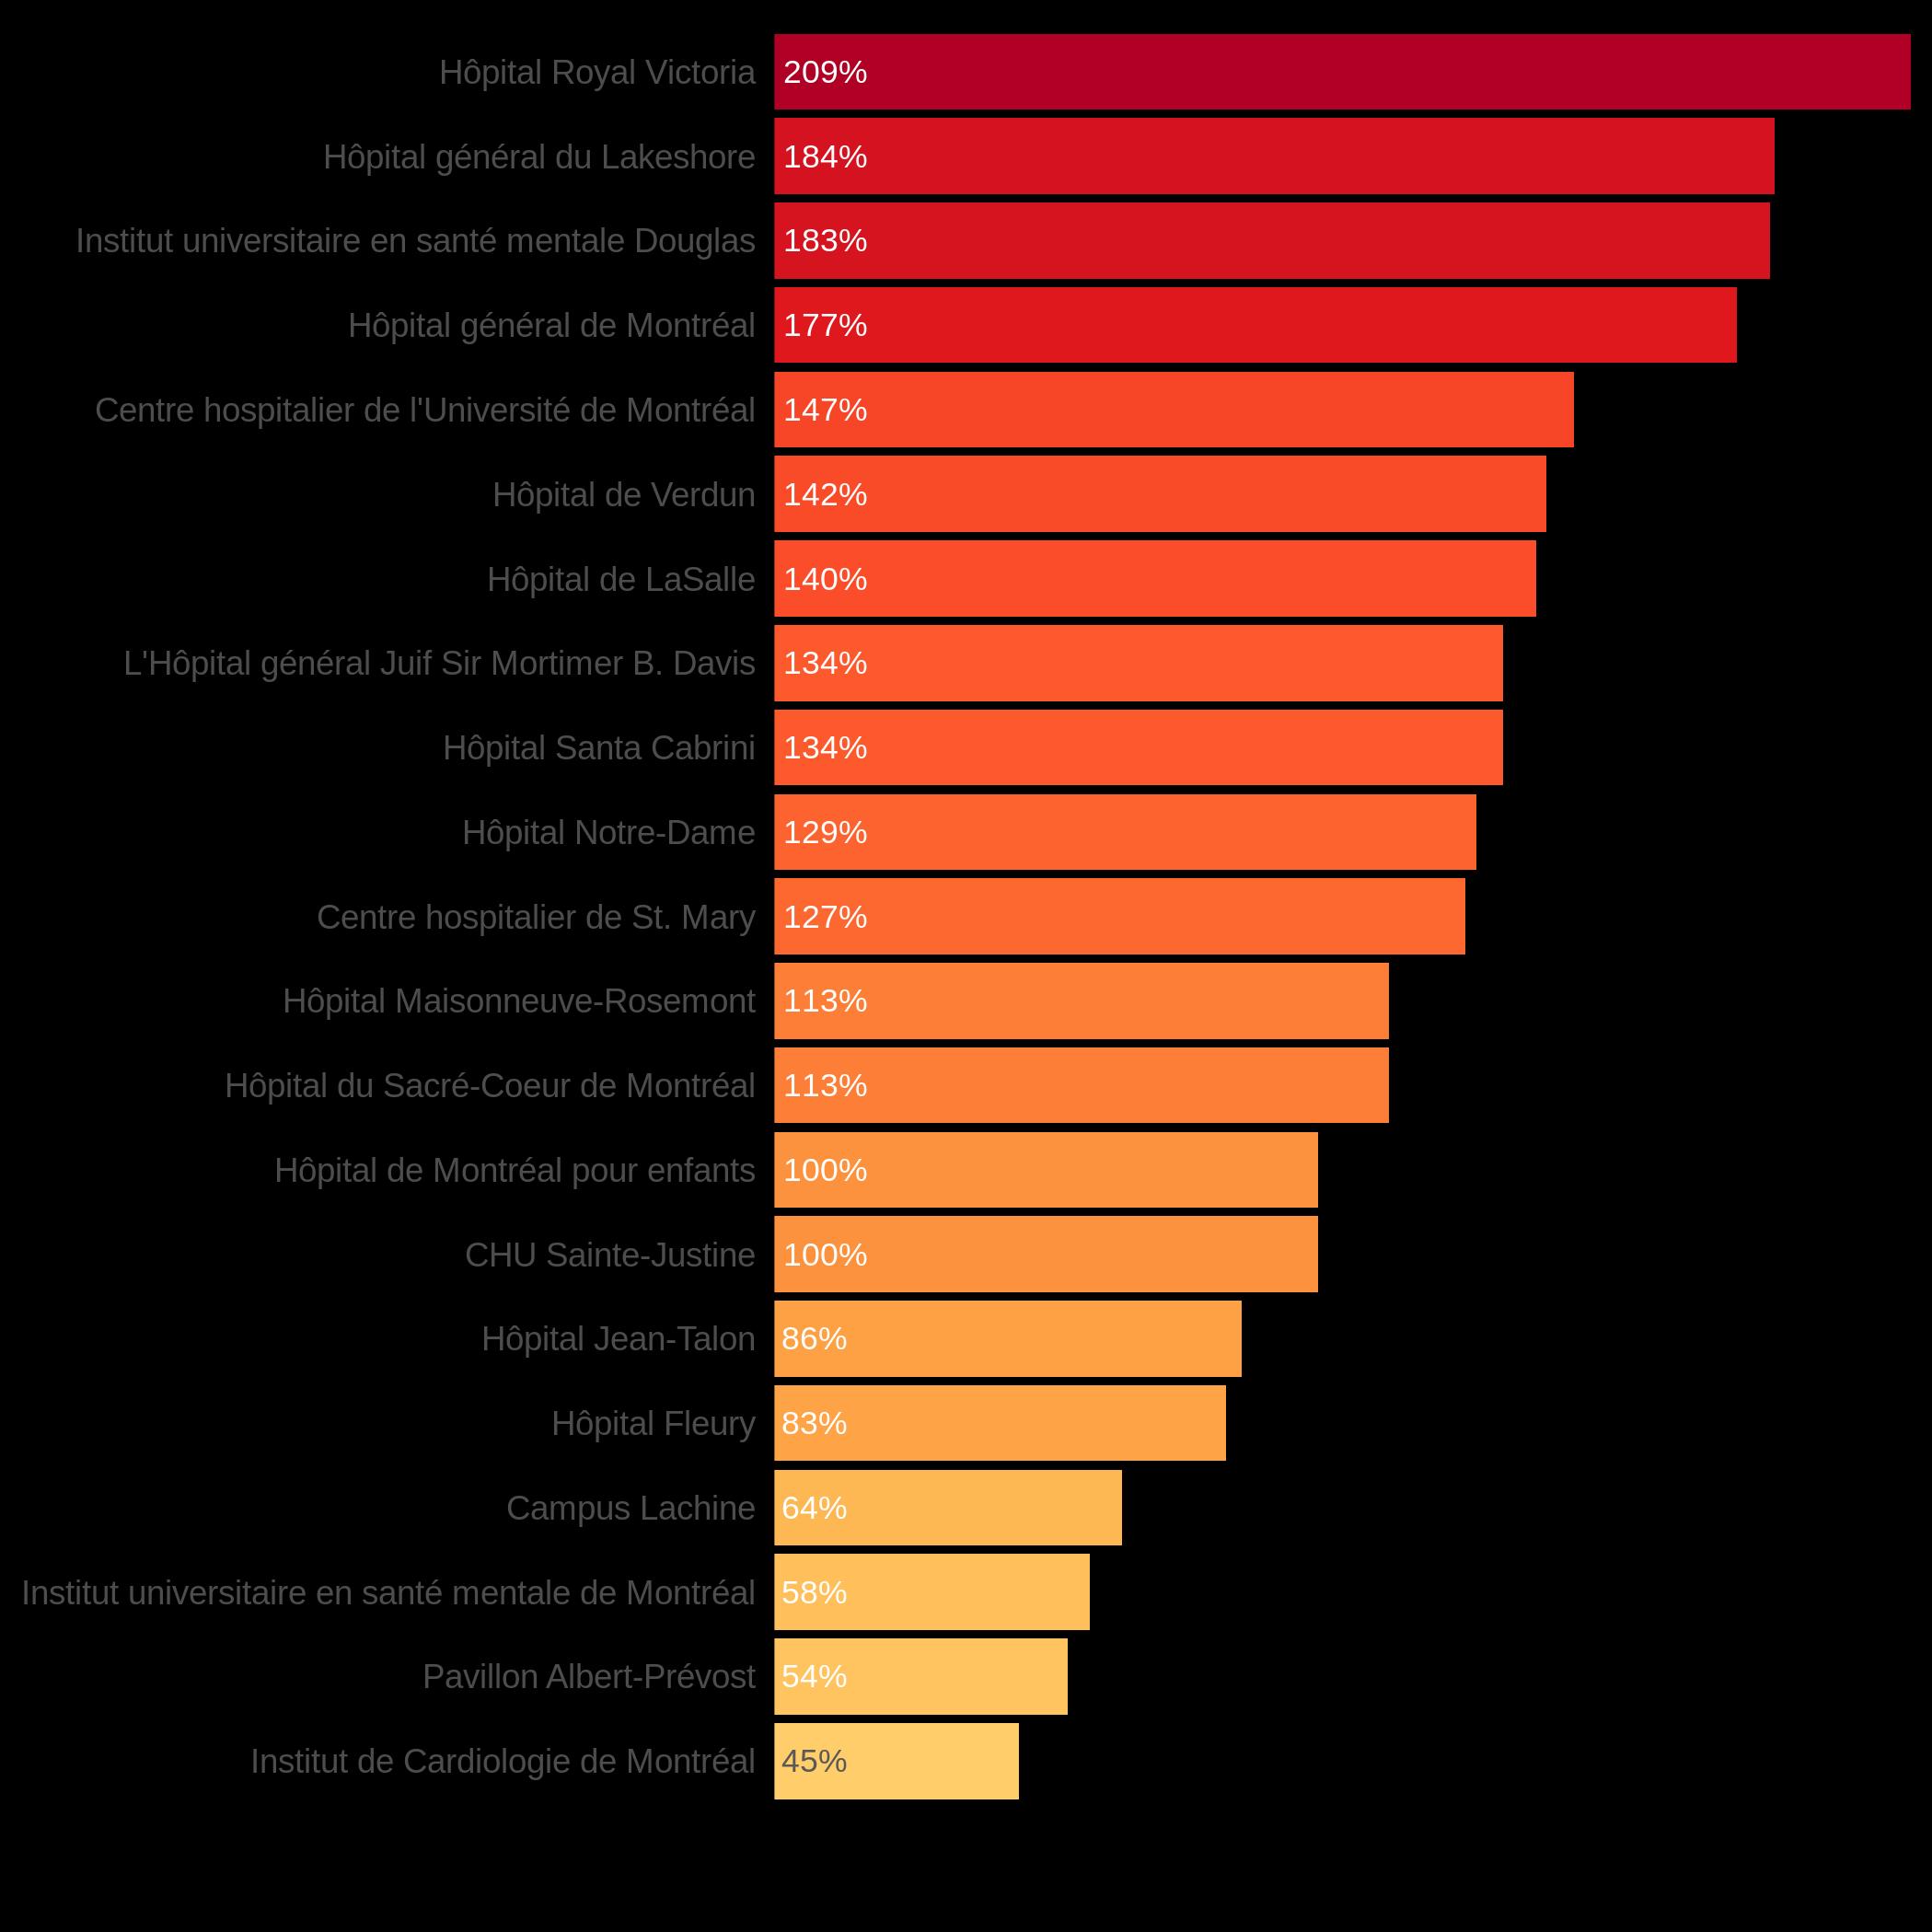 Hôpital Royal Victoria 209%
Hôpital général du Lakeshore 184%
Institut universitaire en santé mentale Douglas 183%
Hôpital général de Montréal 177%
Centre hospitalier de l'Université de Montréal 147%
Hôpital de Verdun 142%
Hôpital de LaSalle 140%
L'Hôpital général Juif Sir Mortimer B. Davis 134%
Hôpital Santa Cabrini 134%
Hôpital Notre-Dame 129%
Centre hospitalier de St. Mary 127%
Hôpital Maisonneuve-Rosemont 113%
Hôpital du Sacré-Coeur de Montréal 113%
Hôpital de Montréal pour enfants 100%
CHU Sainte-Justine 100%
Hôpital Jean-Talon 86%
Hôpital Fleury 83%
Campus Lachine 64%
Institut universitaire en santé mentale de Montréal 58%
Pavillon Albert-Prévost 54%
Institut de Cardiologie de Montréal 45%